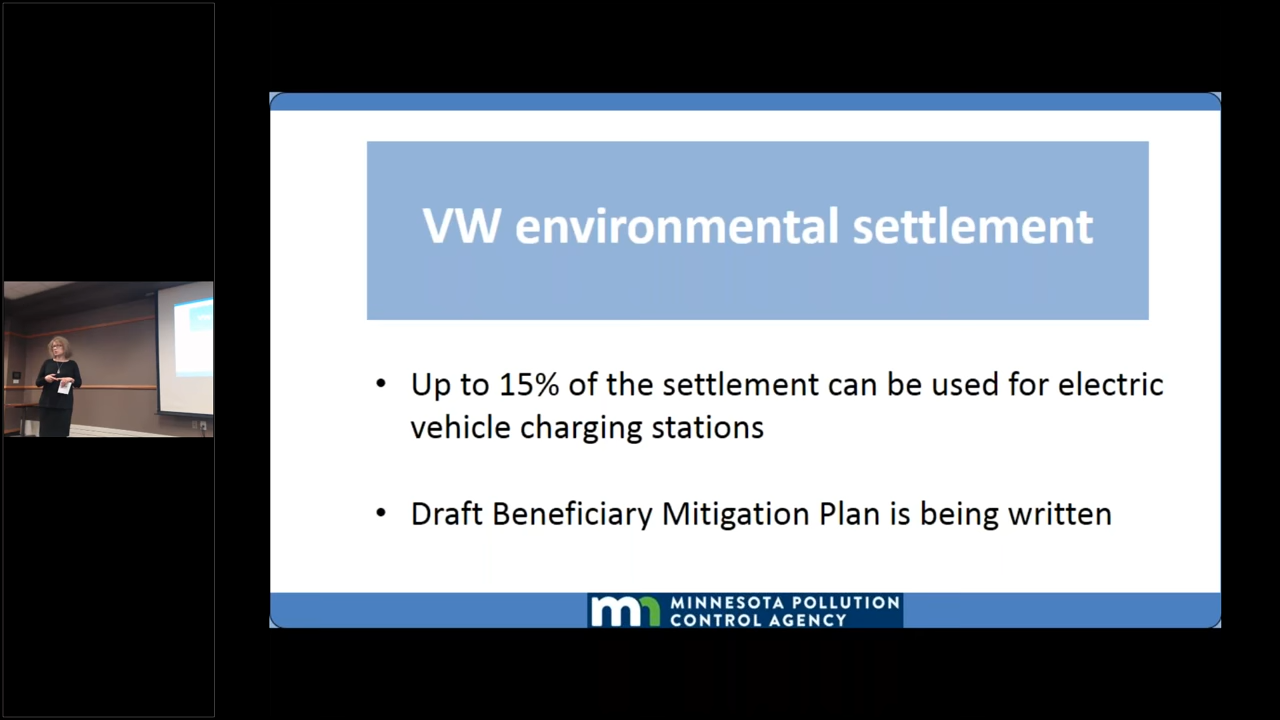 VW environmental settlement
• Up to 15% of the settlement can be used for electric
vehicle charging stations
• Draft Beneficiary Mitigation Plan is being written
mn MINNESOTA POLLUTION
CONTROL AGENCY